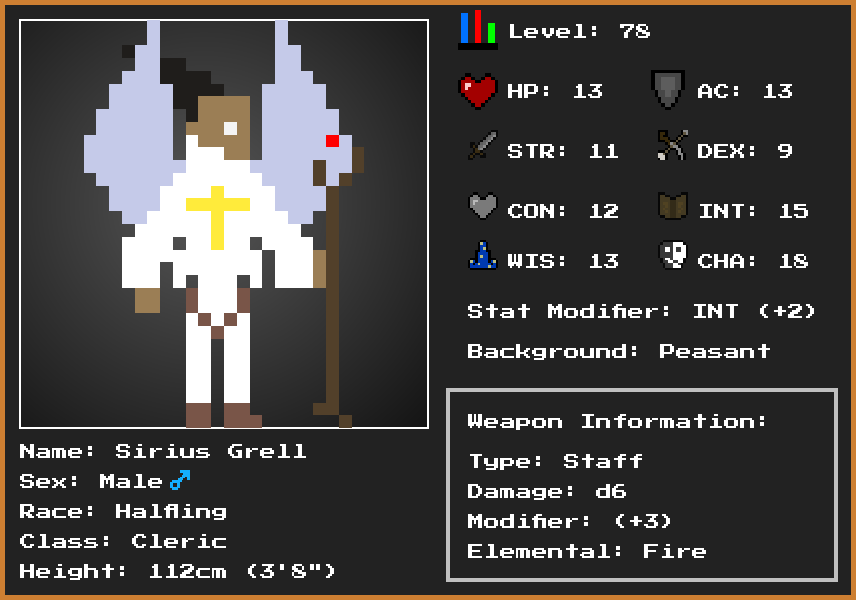 Level: 78
HP: 13
AC: 13
STR: 11
DEX: 9
CON: 12
INT: 15
WIS: 13
CHA: 18
Stat Modifier: INT (+2)
Background: Peasant
Weapon Information:
Type: Staff
Damage: d6
Modifier: (+3)
Elemental: Fire
Name: Sirius Grell
Sex: Male♂
Race: Halfling
Class: Cleric
Height: 112cm (3'8")